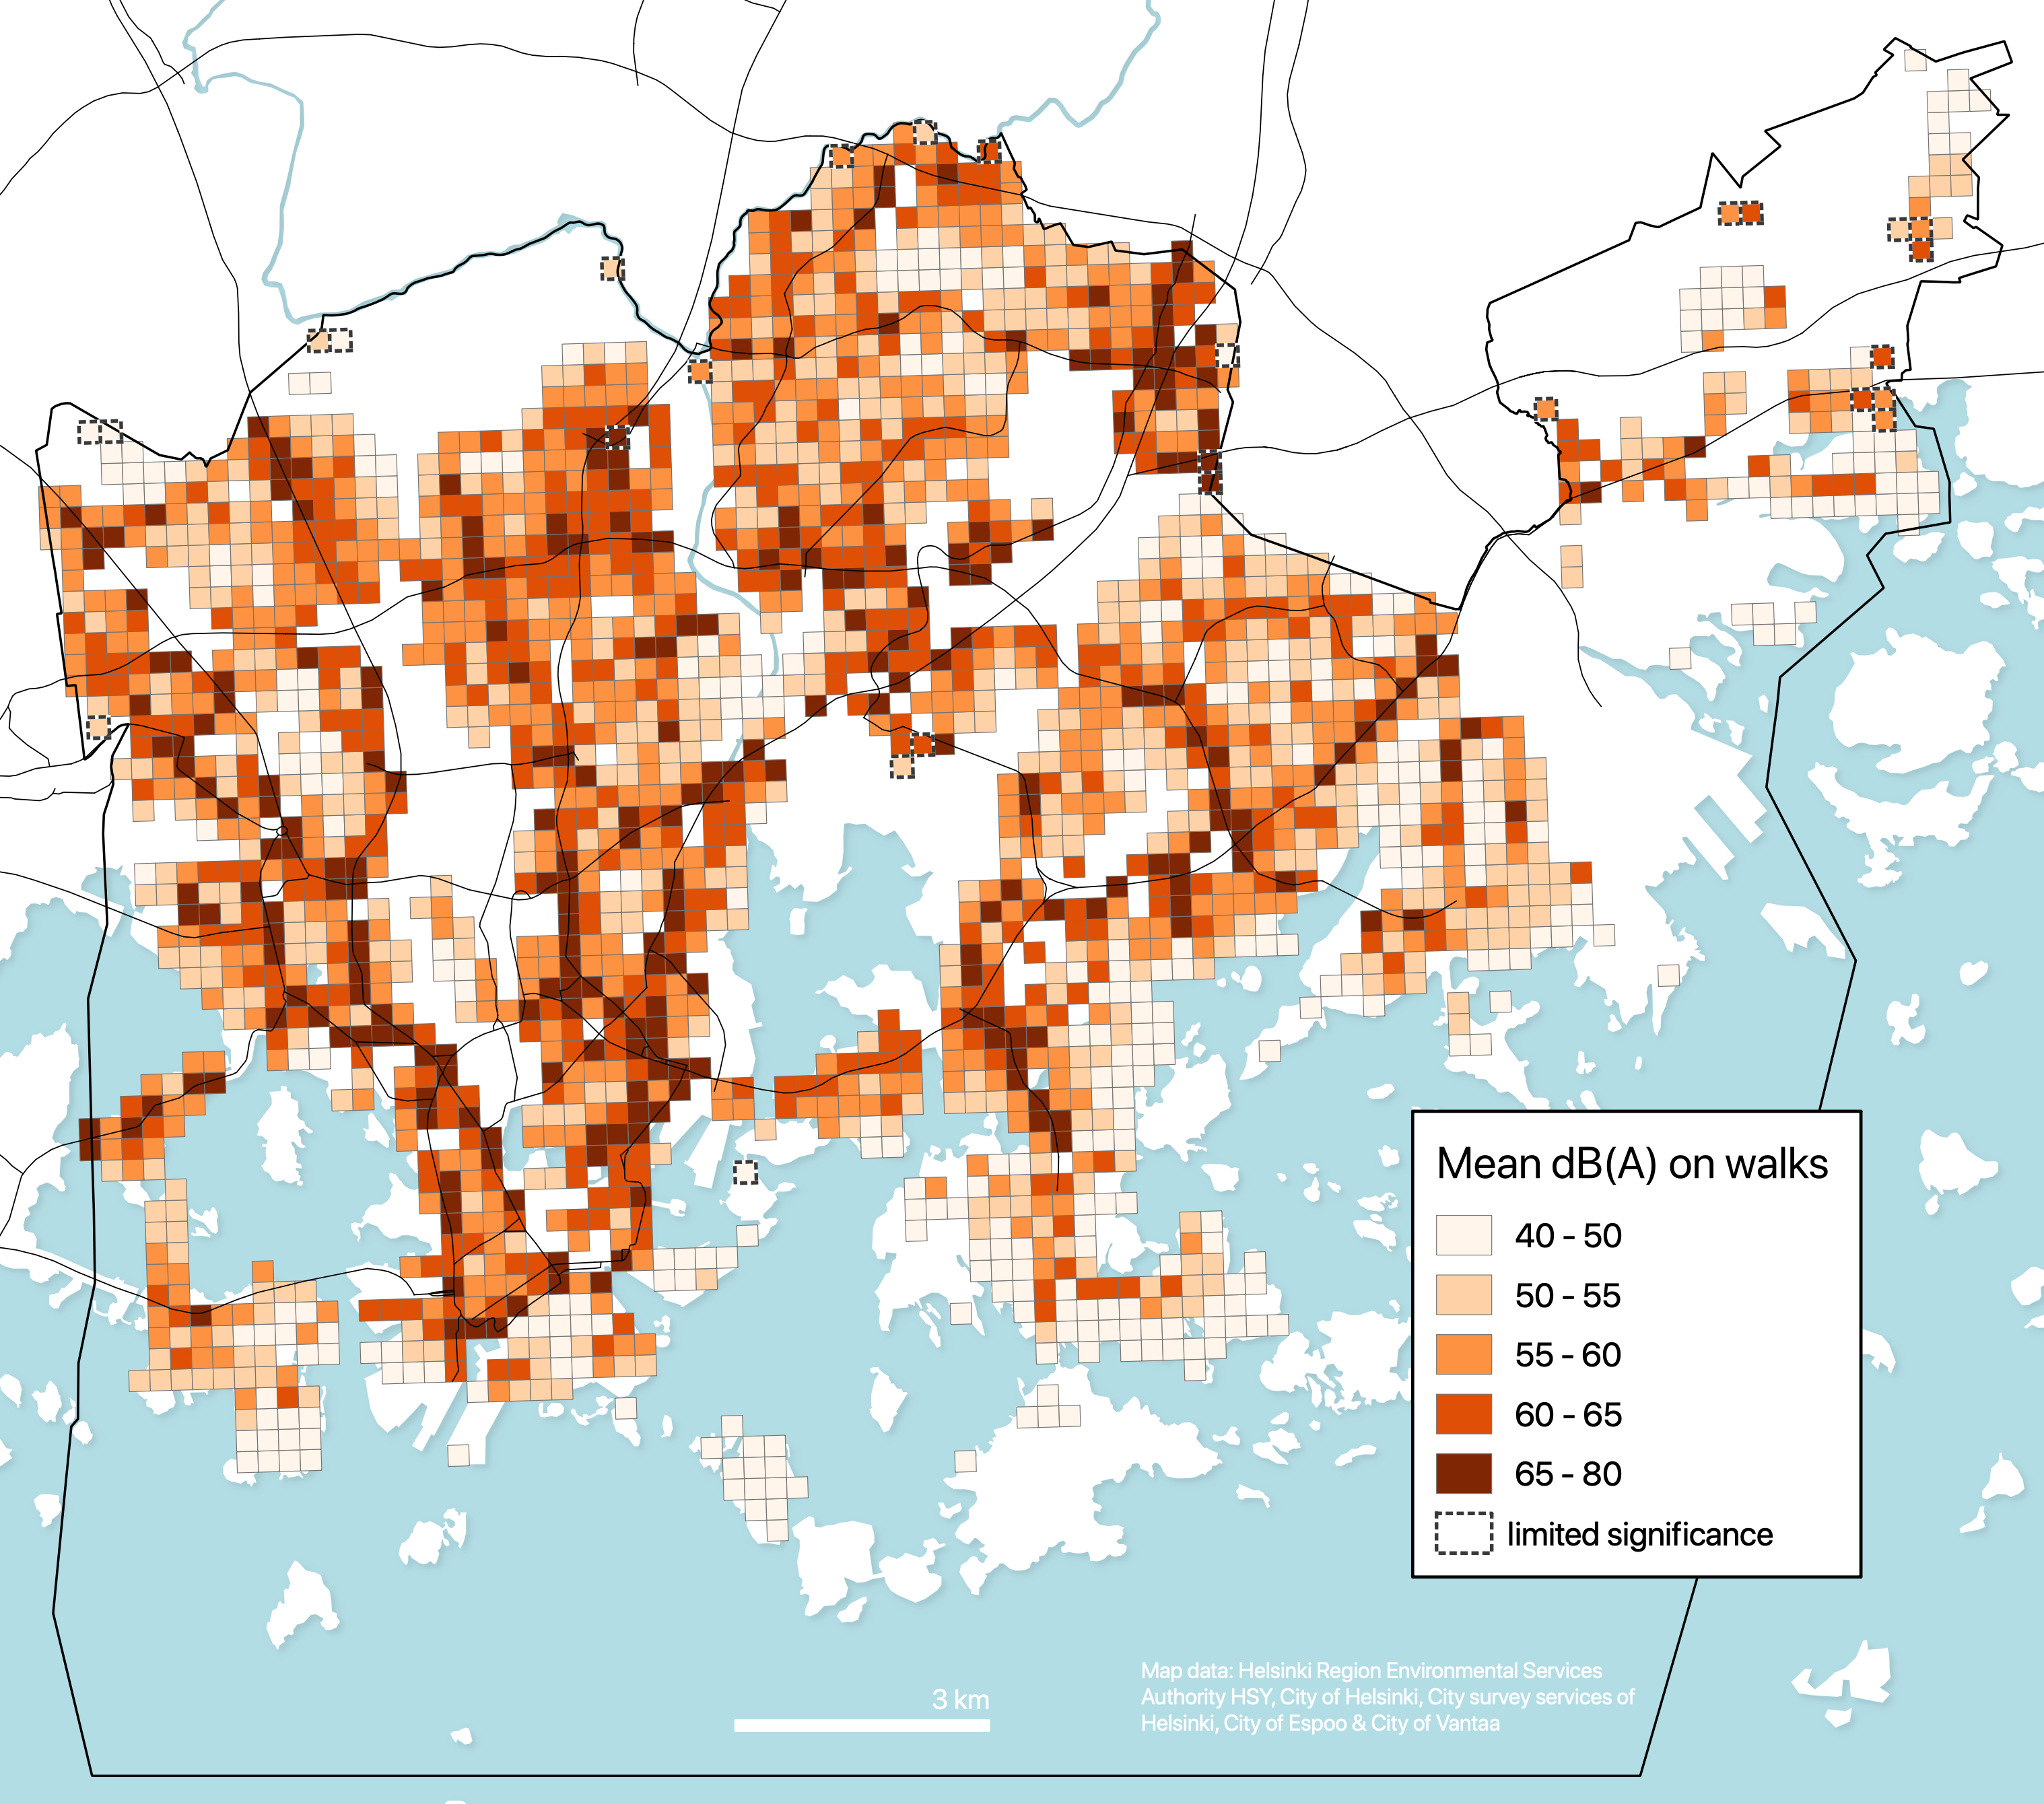 Mean dB(A) on walks
40 - 50
50 - 55
55 - 60
60 - 65
65 - 80
limited significance
3 km
Map data: Helsinki Region Environmental Services
Authority HSY, City of Helsinki, City survey services of
Helsinki, City of Espoo & City of Vantaa